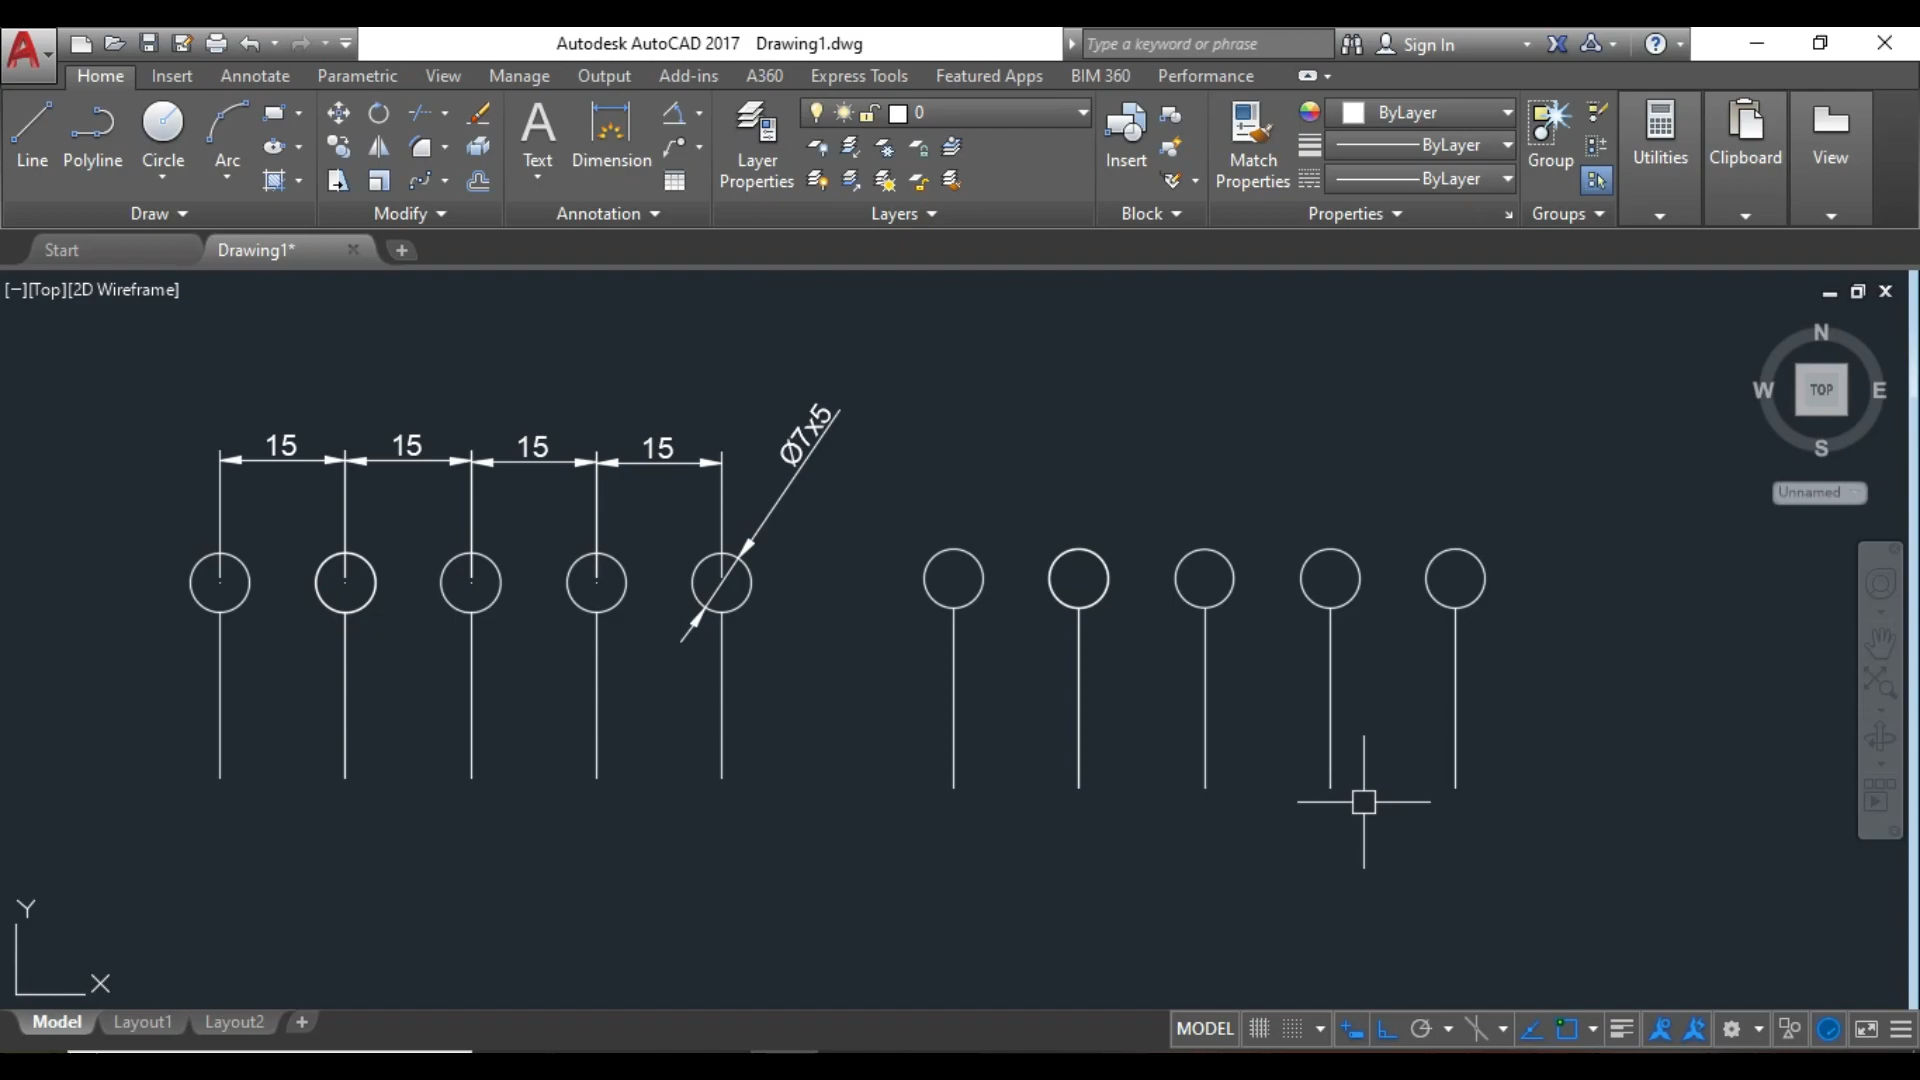 Autodesk AutoCAD 2017 Drawing1.dwg
Type a keyword or phrase
Sign In
Home Insert Annotate Parametric View Manage Output Add-ins A360 Express Tools Featured Apps BIM 360 Performance
Line Polyline Circle Arc
Draw
Modify
A
Text Dimension
Annotation
Layer
Properties
0
Layers
Insert
Block
Match
Properties
ByLayer
ByLayer
ByLayer
Properties
Group
Groups
Utilities
Clipboard
View
Start Drawing1*
[−][Top][2D Wireframe]
N
W TOP E
S
Unnamed
15 15 15 15
Ø7x5
Y
X
Model Layout1 Layout2
MODEL